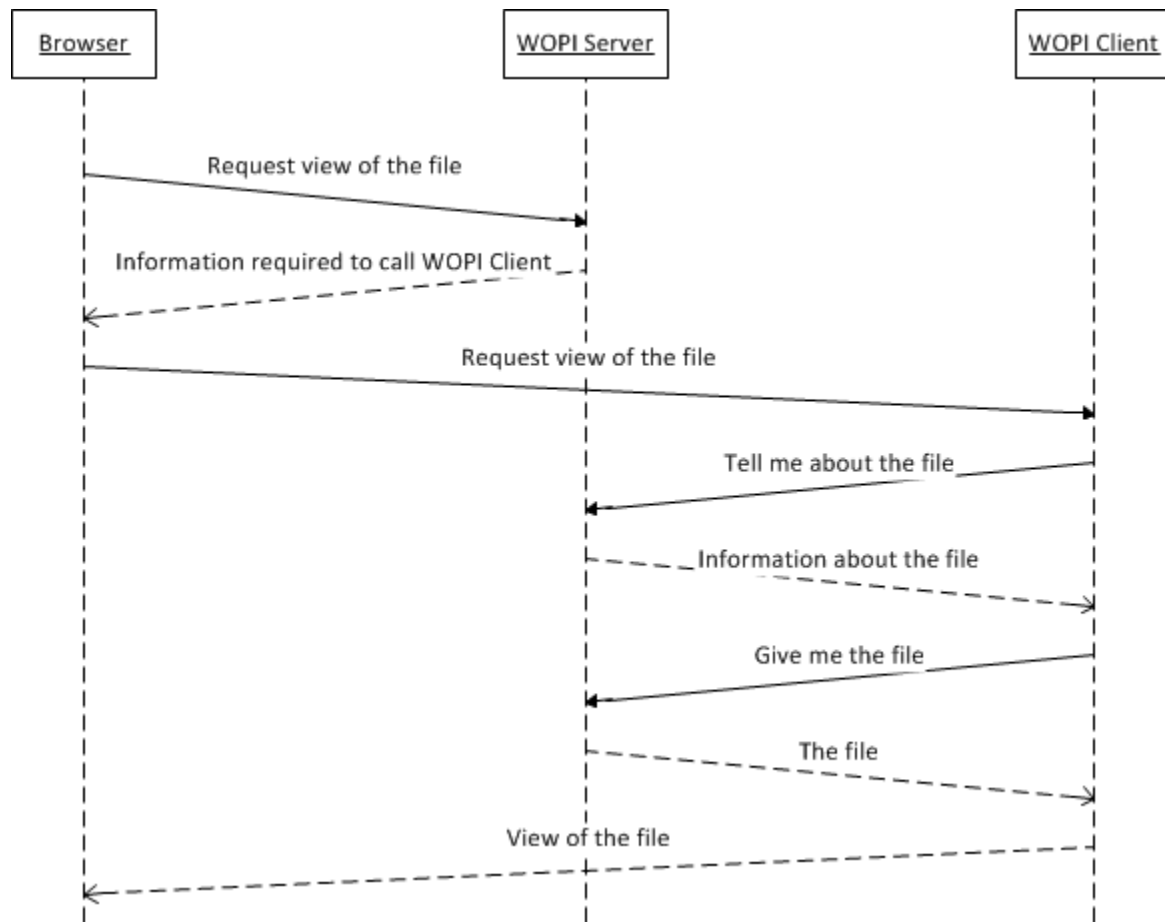 Browser
WOPI Server
WOPI Client
Request view of the file
Information required to call WOPI Client
Request view of the file
Tell me about the file
Information about the file
Give me the file
The file
View of the file